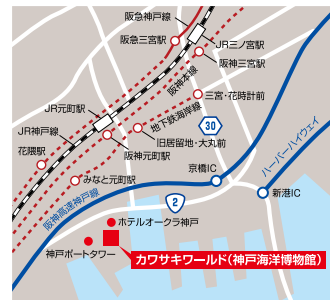 阪急神戸線
阪急三宮駅
JR三ノ宮駅
阪神三宮駅
阪神本線
三宮・花時計前
JR元町駅
地下鉄海岸線
30
JR神戸線
旧居留地・大丸前
花隈駅
阪神元町駅
ハーバーハイウェイ
京橋IC
みなと元町駅
新港IC
阪神高速神戸線
2
ホテルオークラ神戸
神戸ポートタワー
カワサキワールド(神戸海洋博物館)